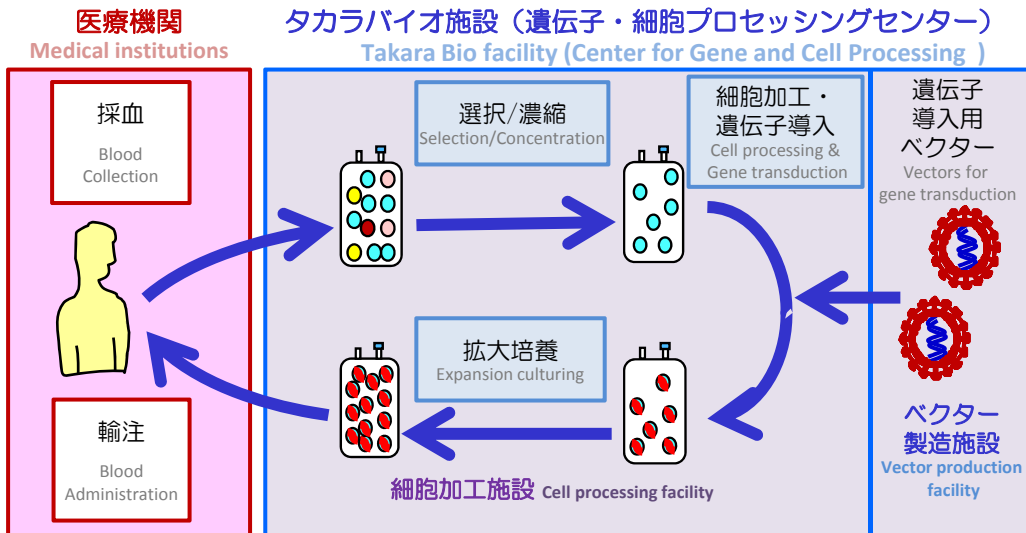 医療機関
Medical institutions
タカラバイオ施設（遺伝子・細胞プロセッシングセンター）
Takara Bio facility (Center for Gene and Cell Processing )
採血
Blood
Collection
選択/濃縮
Selection/Concentration
細胞加工・
遺伝子導入
Cell processing &
Gene transduction
遺伝子
導入用
ベクター
Vectors for
gene transduction
拡大培養
Expansion culturing
輸注
Blood
Administration
ベクター
製造施設
Vector production
facility
細胞加工施設 Cell processing facility